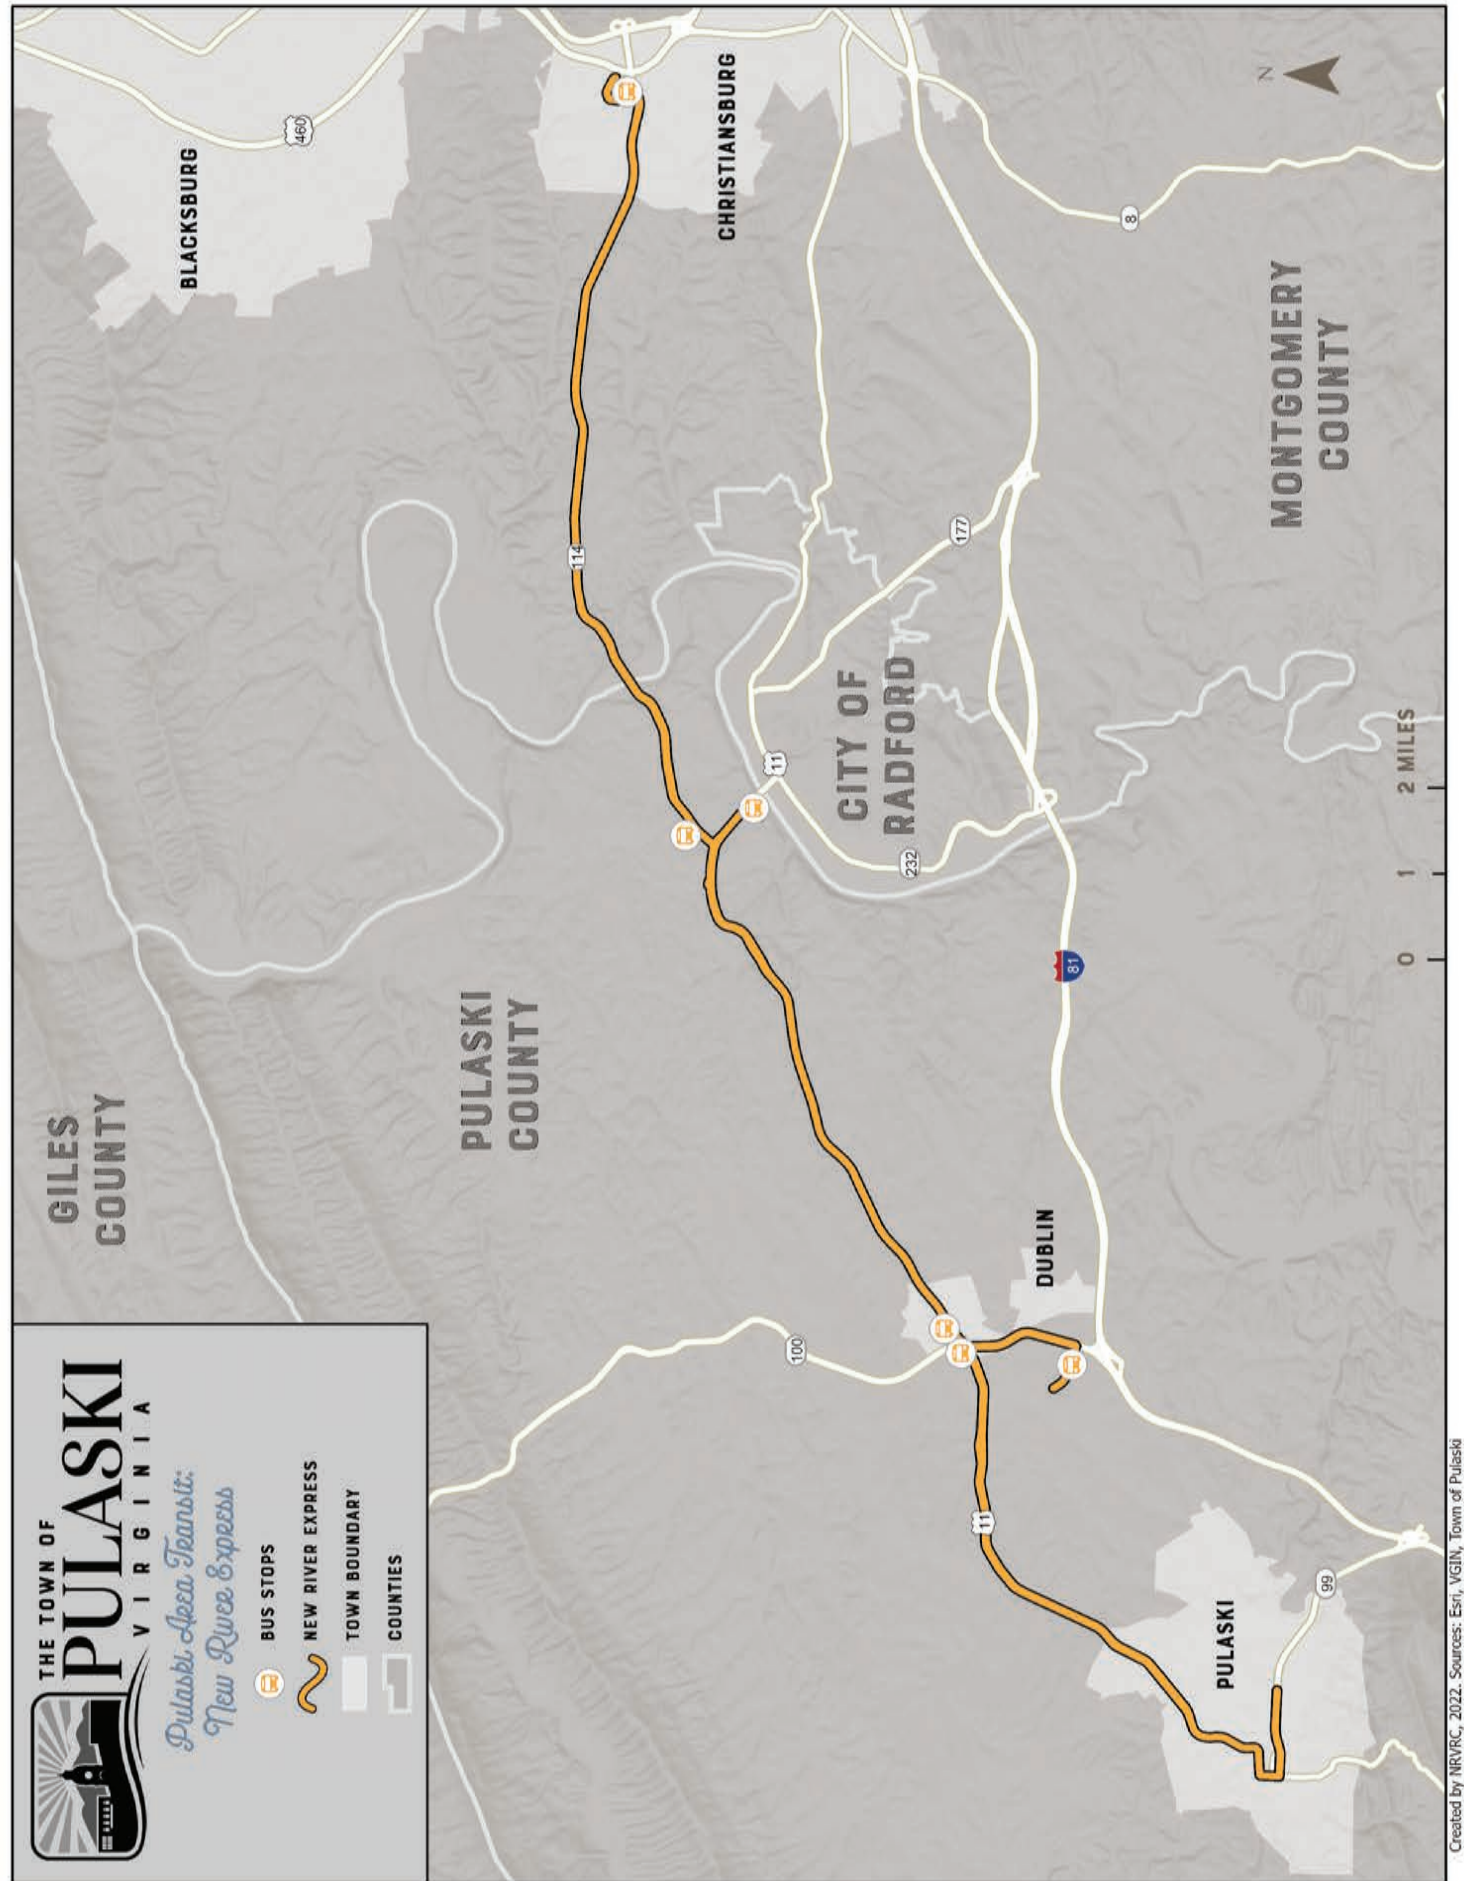 THE TOWN OF
PULASKI
VIRGINIA
Pulaski Area Transit:
New River Express
BUS STOPS
NEW RIVER EXPRESS
TOWN BOUNDARY
COUNTIES
GILES
COUNTY
BLACKSBURG
460
PULASKI
COUNTY
114
CHRISTIANSBURG
100
11
CITY OF
RADFORD
177
232
11
DUBLIN
81
8
MONTGOMERY
COUNTY
PULASKI
99
N
0 1 2 MILES
Created by NRVRC, 2022. Sources: Esri, VGIN, Town of Pulaski